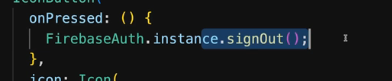 IconButton(
onPressed: () {
FirebaseAuth.instance.signOut();
},
icon: Icon(